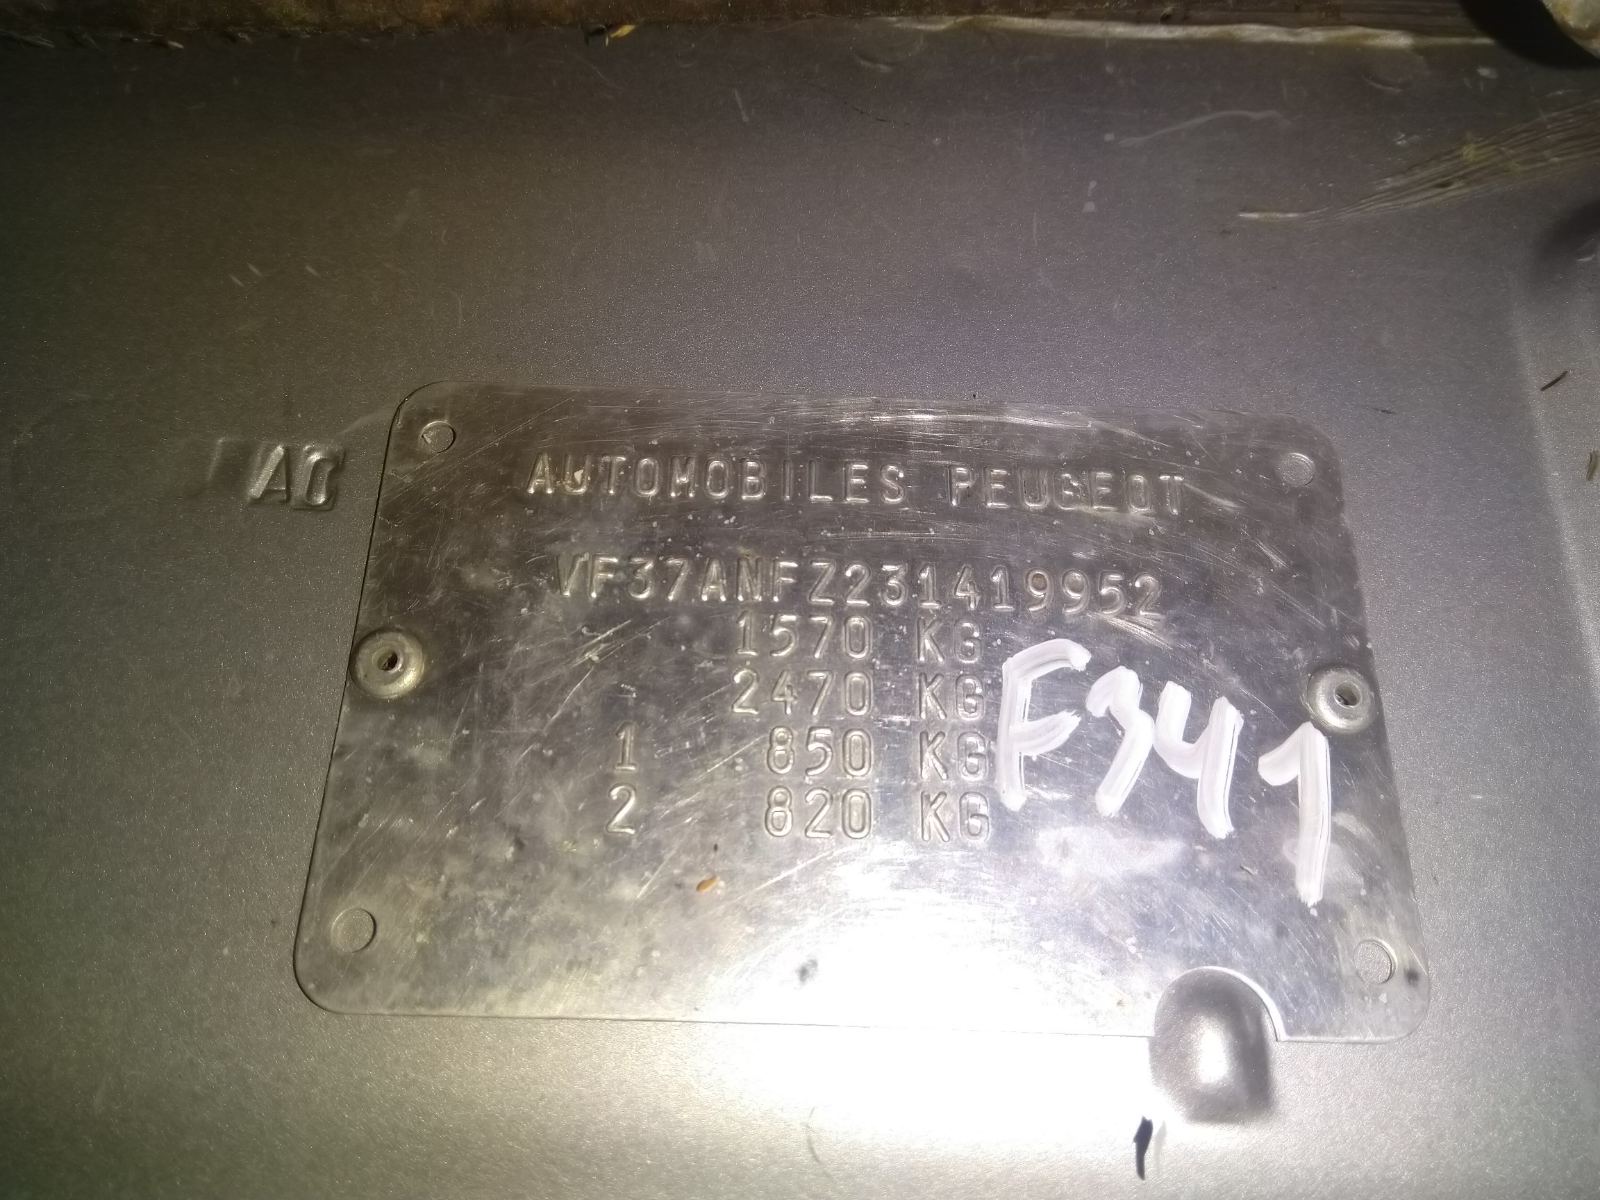 AC
AUTOMOBILES PEUGEOT
VF37ANFZ231419952
1570 KG
2470 KG
1 850 KG
2 820 KG
F341